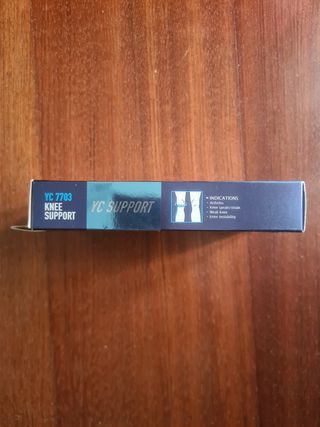 YC 7703
KNEE
SUPPORT
YC SUPPORT
INDICATIONS
• Arthritis
• Knee sprain/strain
• Weak knee
• Knee instability